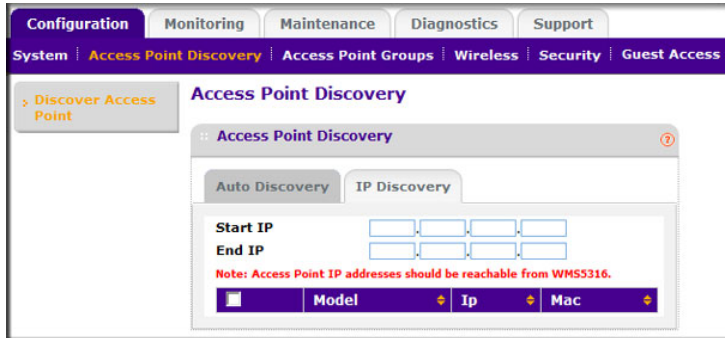 Configuration Monitoring Maintenance Diagnostics Support
System Access Point Discovery Access Point Groups Wireless Security Guest Access
Discover Access
Point
Access Point Discovery
Access Point Discovery
?
Auto Discovery IP Discovery
Start IP . . .
End IP . . .
Note: Access Point IP addresses should be reachable from WMS5316.
Model Ip Mac